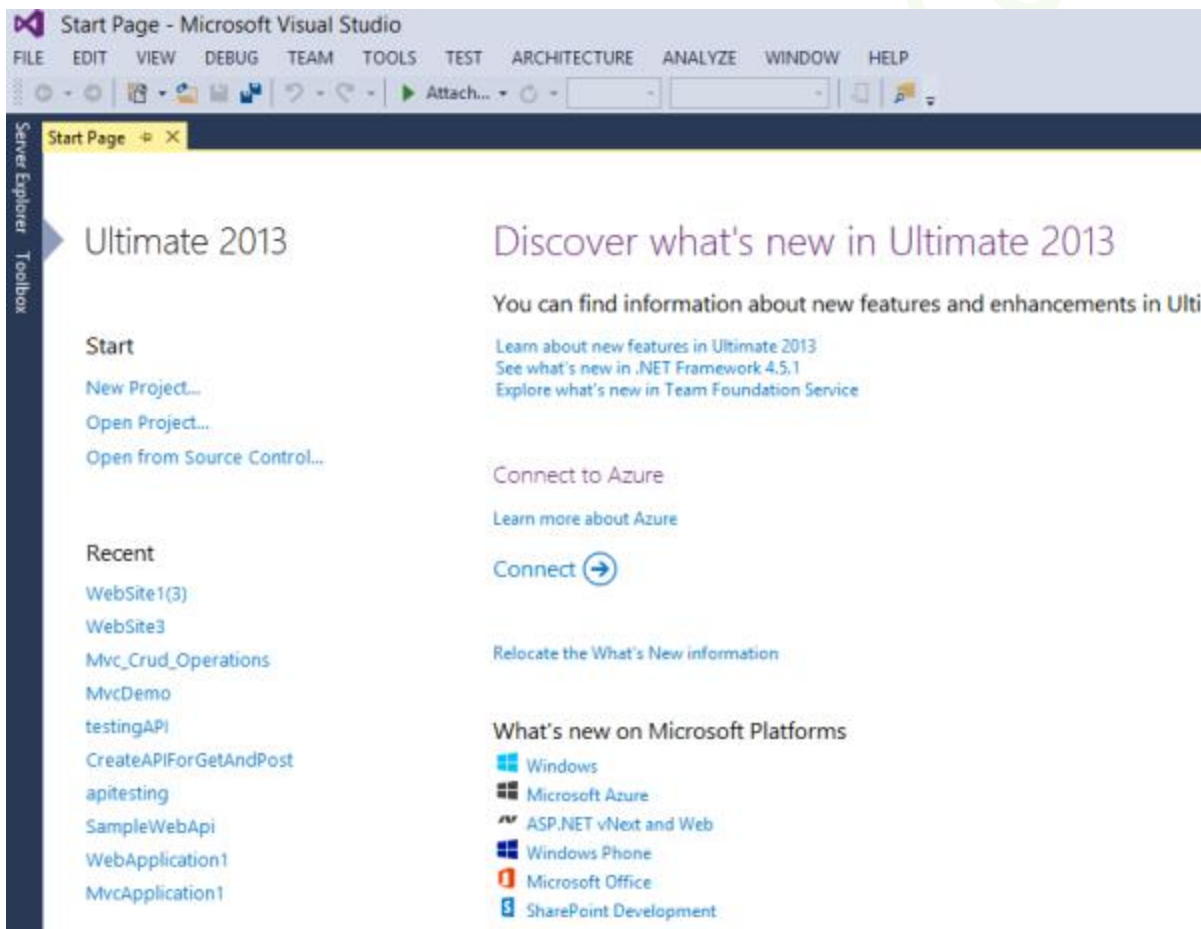 Start Page - Microsoft Visual Studio
FILE EDIT VIEW DEBUG TEAM TOOLS TEST ARCHITECTURE ANALYZE WINDOW HELP
Attach...
Server Explorer
Toolbox
Start Page
Ultimate 2013
Start
New Project...
Open Project...
Open from Source Control...
Recent
WebSite1(3)
WebSite3
Mvc_Crud_Operations
MvcDemo
testingAPI
CreateAPIForGetAndPost
apitesting
SampleWebApi
WebApplication1
MvcApplication1
Discover what's new in Ultimate 2013
You can find information about new features and enhancements in Ulti
Learn about new features in Ultimate 2013
See what's new in .NET Framework 4.5.1
Explore what's new in Team Foundation Service
Connect to Azure
Learn more about Azure
Connect
Relocate the What's New information
What's new on Microsoft Platforms
Windows
Microsoft Azure
ASP.NET vNext and Web
Windows Phone
Microsoft Office
SharePoint Development